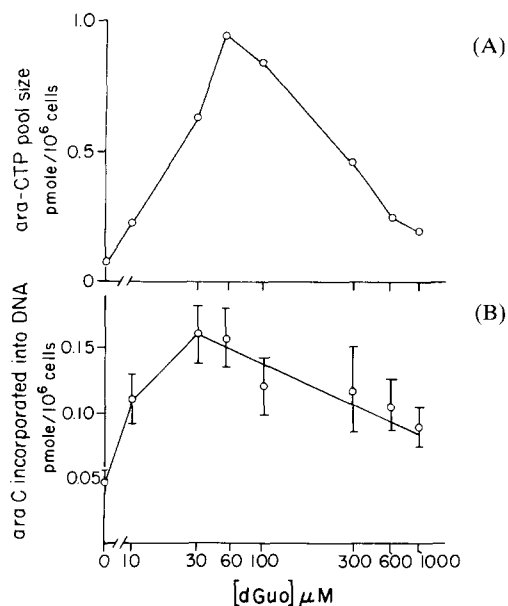 (A)
ara-CTP pool size
pmole/10⁶ cells
1.0
0.5
0
(B)
ara C incorporated into DNA
pmole/10⁶ cells
0.15
0.10
0.05
0 10 30 60 100 300 600 1000
[dGuo] μM